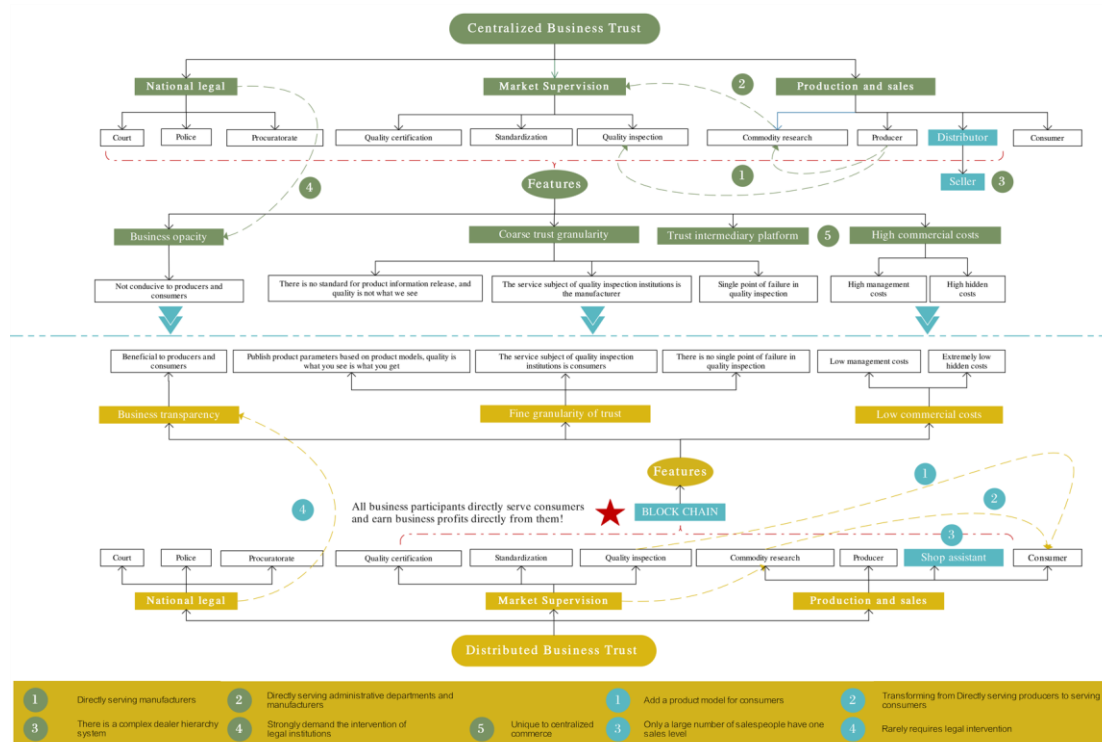 Centralized Business Trust
National legal
Market Supervision
2
Production and sales
Court
Police
Procuratorate
Quality certification
Standardization
Quality inspection
Commodity research
Producer
Distributor
Consumer
4
Features
1
Seller
3
Business opacity
Coarse trust granularity
Trust intermediary platform
5
High commercial costs
Not conducive to producers and
consumers
There is no standard for product information release, and
quality is not what we see
The service subject of quality inspection institutions is
the manufacturer
Single point of failure in
quality inspection
High management
costs
High hidden
costs
Beneficial to producers and
consumers
Publish product parameters based on product models, quality is
what you see is what you get
The service subject of quality inspection
institutions is consumers
There is no single point of failure in
quality inspection
Low management costs
Extremely low
hidden costs
Business transparency
Fine granularity of trust
Low commercial costs
Features
1
2
4
All business participants directly serve consumers
and earn business profits directly from them!
BLOCK CHAIN
3
Court
Police
Procuratorate
Quality certification
Standardization
Quality inspection
Commodity research
Producer
Shop assistant
Consumer
National legal
Market Supervision
Production and sales
Distributed Business Trust
1
Directly serving manufacturers
2
Directly serving administrative departments and
manufacturers
1
Add a product model for consumers
2
Transforming from Directly serving producers to serving
consumers
3
There is a complex dealer hierarchy
system
4
Strongly demand the intervention of
legal institutions
5
Unique to centralized
commerce
3
Only a large number of salespeople have one
sales level
4
Rarely requires legal intervention